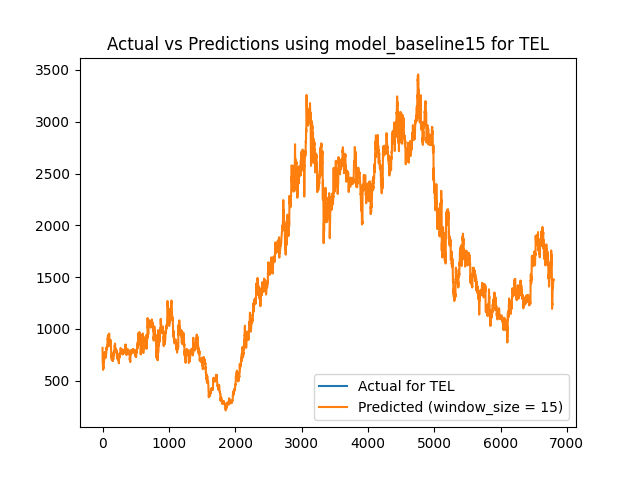 Actual vs Predictions using model_baseline15 for TEL
3500
3000
2500
2000
1500
1000
500
0 1000 2000 3000 4000 5000 6000 7000
Actual for TEL
Predicted (window_size = 15)